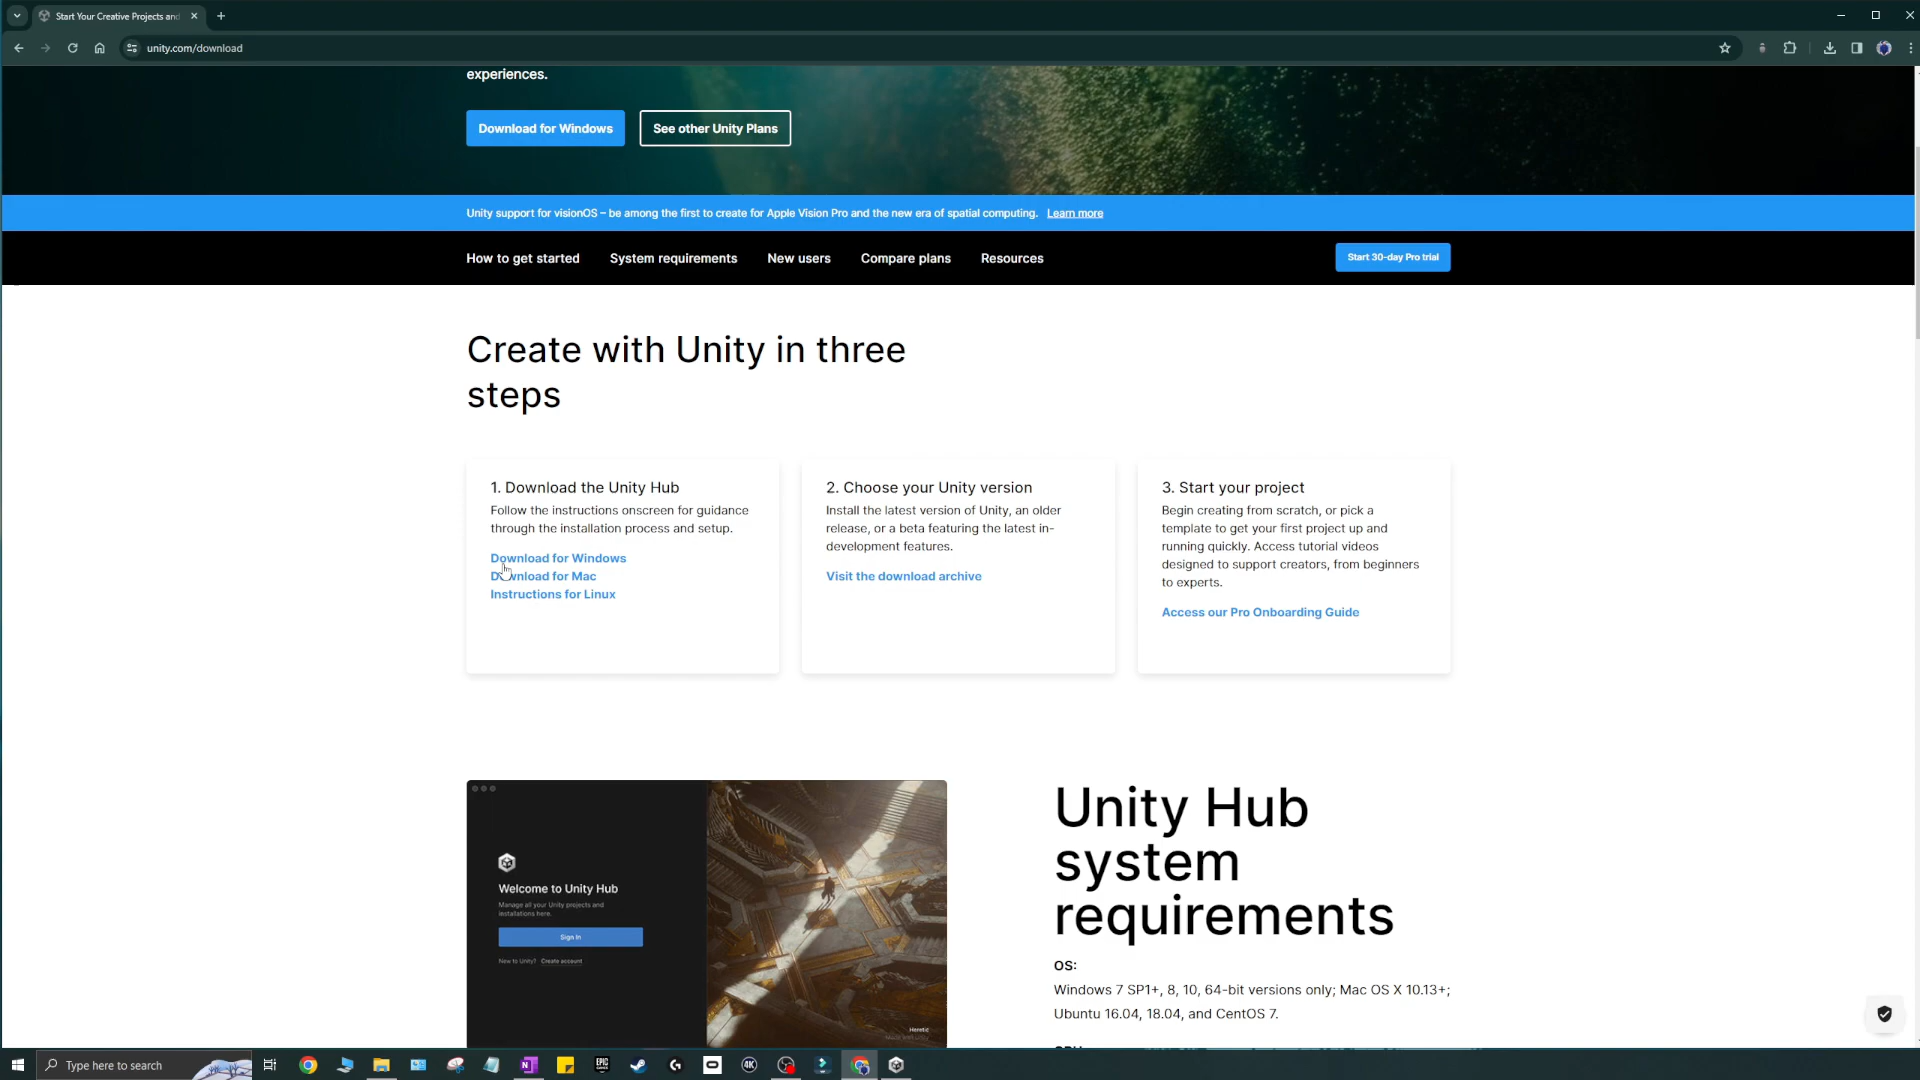 Start Your Creative Projects and
unity.com/download
experiences.
Download for Windows
See other Unity Plans
Unity support for visionOS – be among the first to create for Apple Vision Pro and the new era of spatial computing. Learn more
How to get started
System requirements
New users
Compare plans
Resources
Start 30-day Pro trial
Create with Unity in three
steps
1. Download the Unity Hub
Follow the instructions onscreen for guidance
through the installation process and setup.
Download for Windows
Download for Mac
Instructions for Linux
2. Choose your Unity version
Install the latest version of Unity, an older
release, or a beta featuring the latest in-
development features.
Visit the download archive
3. Start your project
Begin creating from scratch, or pick a
template to get your first project up and
running quickly. Access tutorial videos
designed to support creators, from beginners
to experts.
Access our Pro Onboarding Guide
Welcome to Unity Hub
Manage all your Unity projects and
installations here.
Sign In
New to Unity? Create account
Heretic
Unity Hub
system
requirements
OS:
Windows 7 SP1+, 8, 10, 64-bit versions only; Mac OS X 10.13+;
Ubuntu 16.04, 18.04, and CentOS 7.
Type here to search
EPIC
GAMES
N
4K